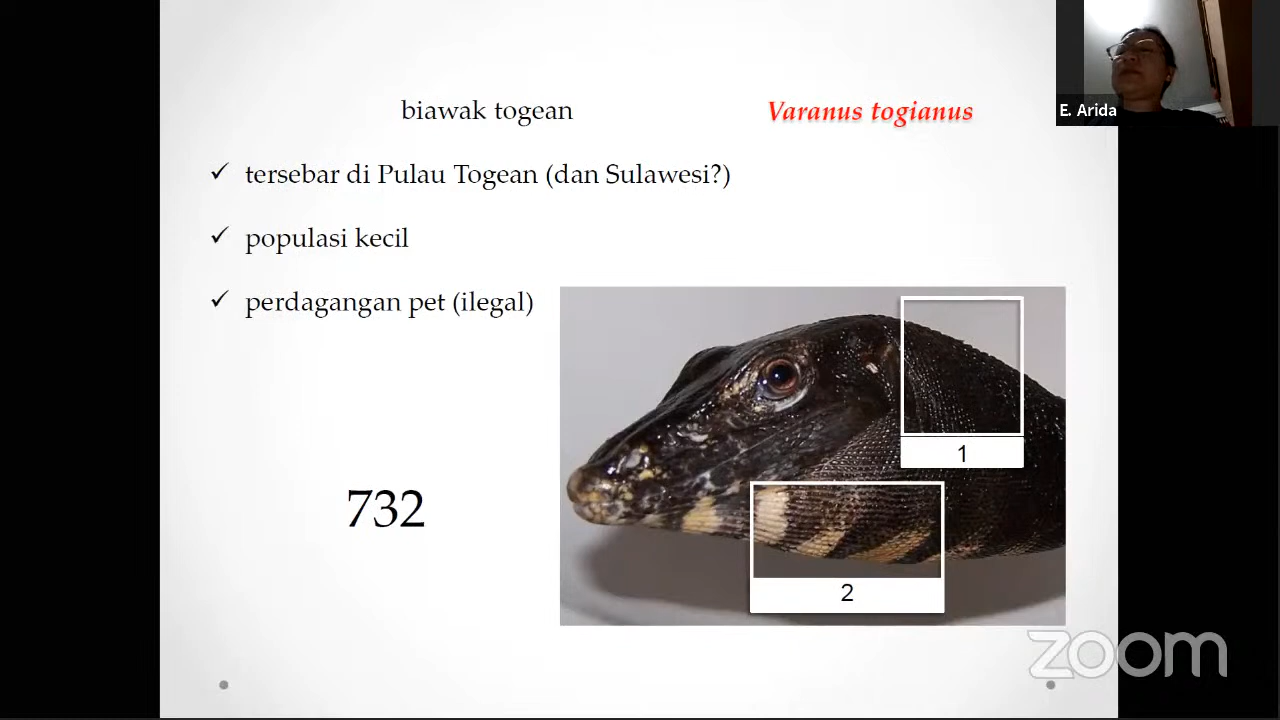 biawak togean
Varanus togianus
E. Arida
✓ tersebar di Pulau Togean (dan Sulawesi?)
✓ populasi kecil
✓ perdagangan pet (ilegal)
1
732
2
zoom